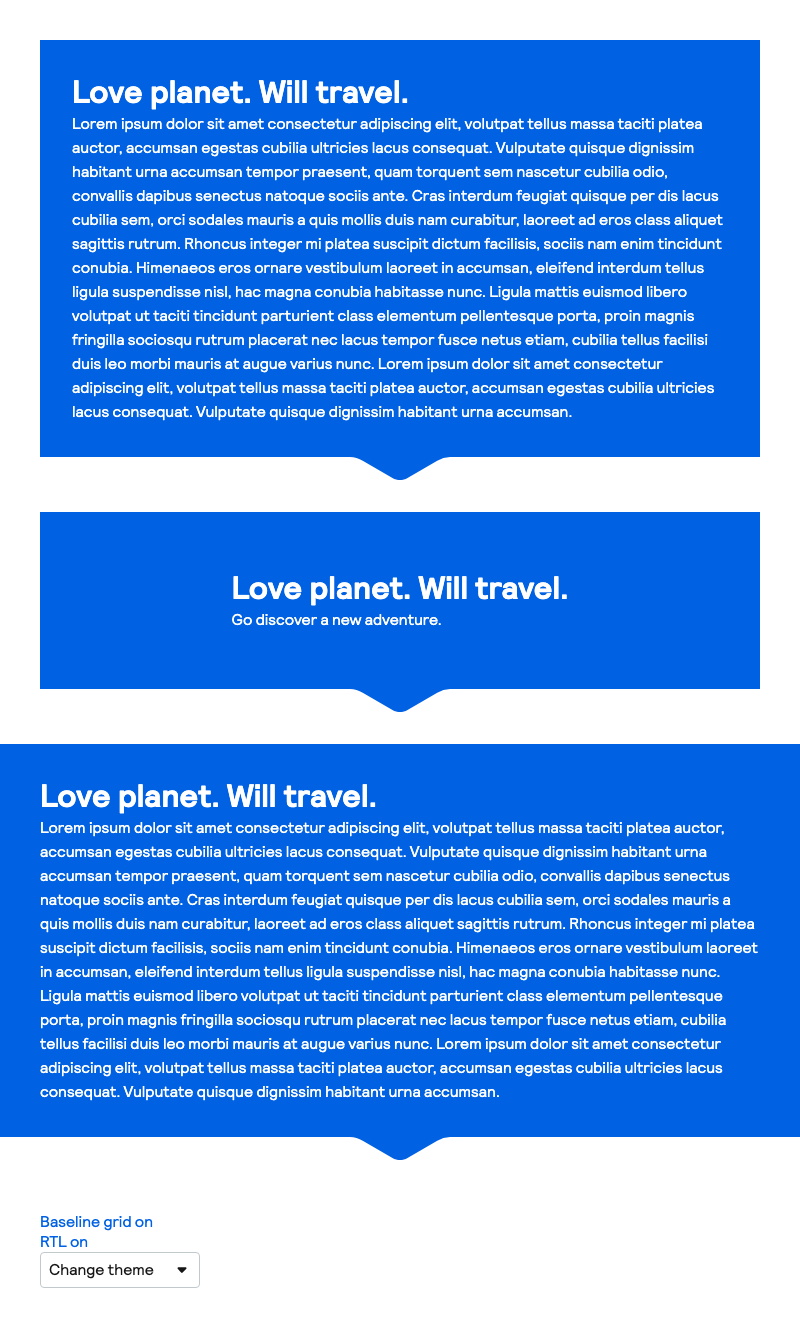 Love planet. Will travel.
Lorem ipsum dolor sit amet consectetur adipiscing elit, volutpat tellus massa taciti platea
auctor, accumsan egestas cubilia ultricies lacus consequat. Vulputate quisque dignissim
habitant urna accumsan tempor praesent, quam torquent sem nascetur cubilia odio,
convallis dapibus senectus natoque sociis ante. Cras interdum feugiat quisque per dis lacus
cubilia sem, orci sodales mauris a quis mollis duis nam curabitur, laoreet ad eros class aliquet
sagittis rutrum. Rhoncus integer mi platea suscipit dictum facilisis, sociis nam enim tincidunt
conubia. Himenaeos eros ornare vestibulum laoreet in accumsan, eleifend interdum tellus
ligula suspendisse nisl, hac magna conubia habitasse nunc. Ligula mattis euismod libero
volutpat ut taciti tincidunt parturient class elementum pellentesque porta, proin magnis
fringilla sociosqu rutrum placerat nec lacus tempor fusce netus etiam, cubilia tellus facilisi
duis leo morbi mauris at augue varius nunc. Lorem ipsum dolor sit amet consectetur
adipiscing elit, volutpat tellus massa taciti platea auctor, accumsan egestas cubilia ultricies
lacus consequat. Vulputate quisque dignissim habitant urna accumsan.
Love planet. Will travel.
Go discover a new adventure.
Love planet. Will travel.
Lorem ipsum dolor sit amet consectetur adipiscing elit, volutpat tellus massa taciti platea auctor,
accumsan egestas cubilia ultricies lacus consequat. Vulputate quisque dignissim habitant urna
accumsan tempor praesent, quam torquent sem nascetur cubilia odio, convallis dapibus senectus
natoque sociis ante. Cras interdum feugiat quisque per dis lacus cubilia sem, orci sodales mauris a
quis mollis duis nam curabitur, laoreet ad eros class aliquet sagittis rutrum. Rhoncus integer mi platea
suscipit dictum facilisis, sociis nam enim tincidunt conubia. Himenaeos eros ornare vestibulum laoreet
in accumsan, eleifend interdum tellus ligula suspendisse nisl, hac magna conubia habitasse nunc.
Ligula mattis euismod libero volutpat ut taciti tincidunt parturient class elementum pellentesque
porta, proin magnis fringilla sociosqu rutrum placerat nec lacus tempor fusce netus etiam, cubilia
tellus facilisi duis leo morbi mauris at augue varius nunc. Lorem ipsum dolor sit amet consectetur
adipiscing elit, volutpat tellus massa taciti platea auctor, accumsan egestas cubilia ultricies lacus
consequat. Vulputate quisque dignissim habitant urna accumsan.
Baseline grid on
RTL on
Change theme